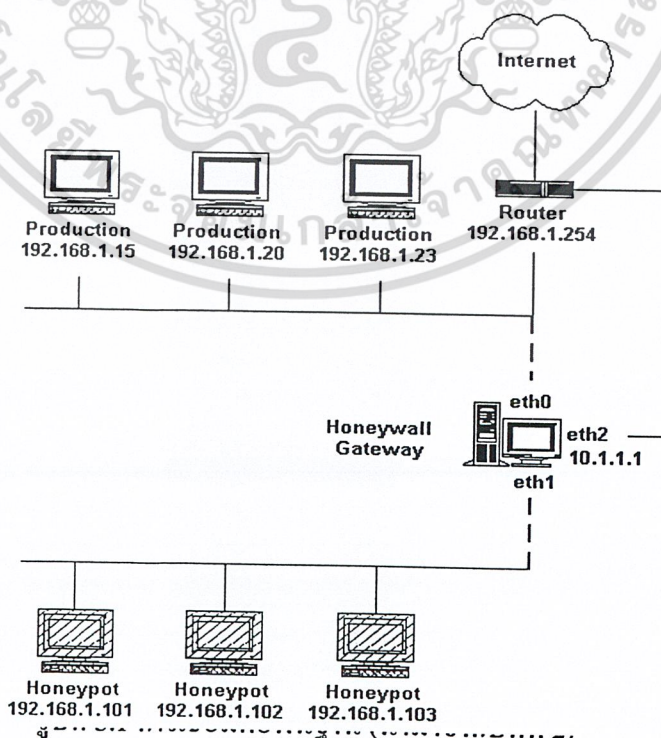 Internet
Production
192.168.1.15
Production
192.168.1.20
Production
192.168.1.23
Router
192.168.1.254
Honeywall
Gateway
eth0
eth2
10.1.1.1
eth1
Honeypot
192.168.1.101
Honeypot
192.168.1.102
Honeypot
192.168.1.103